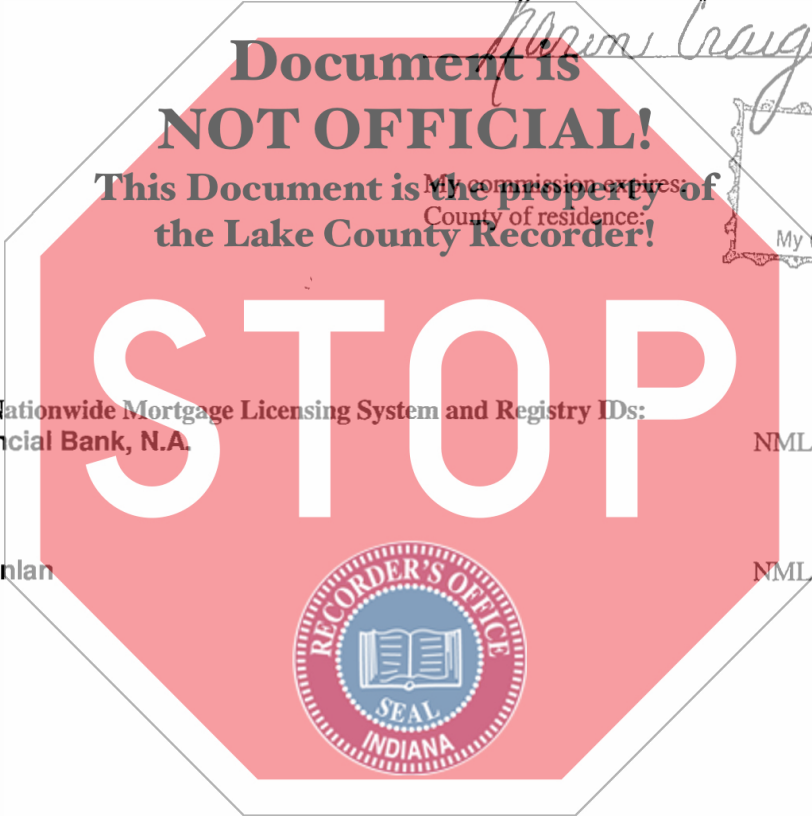 Karin Craig
Document is
NOT OFFICIAL!
This Document is the property of
the Lake County Recorder!
My commission expires:
County of residence:
My
STOP
Nationwide Mortgage Licensing System and Registry IDs:
ncial Bank, N.A.
NML
nlan
NML
RECORDER'S OFFICE
SEAL
INDIANA